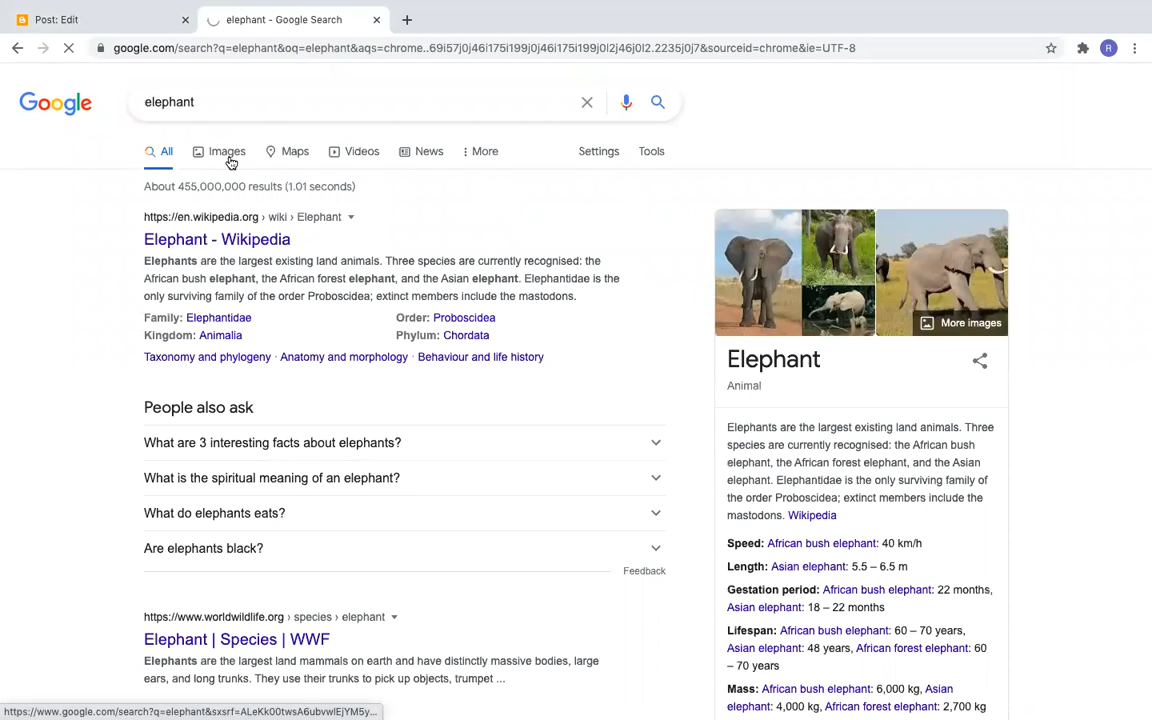 Post: Edit
elephant - Google Search
google.com/search?q=elephant&oq=elephant&aqs=chrome..69i57j0j46i175i199j0j46i175i199j0l2j46j0l2.2235j0j7&sourceid=chrome&ie=UTF-8
R
Google
elephant
All Images Maps Videos News More Settings Tools
About 455,000,000 results (1.01 seconds)
https://en.wikipedia.org › wiki › Elephant
Elephant - Wikipedia
Elephants are the largest existing land animals. Three species are currently recognised: the
African bush elephant, the African forest elephant, and the Asian elephant. Elephantidae is the
only surviving family of the order Proboscidea; extinct members include the mastodons.
Family: Elephantidae Order: Proboscidea
Kingdom: Animalia Phylum: Chordata
Taxonomy and phylogeny · Anatomy and morphology · Behaviour and life history
People also ask
What are 3 interesting facts about elephants?
What is the spiritual meaning of an elephant?
What do elephants eats?
Are elephants black?
Feedback
https://www.worldwildlife.org › species › elephant
Elephant | Species | WWF
Elephants are the largest land mammals on earth and have distinctly massive bodies, large
ears, and long trunks. They use their trunks to pick up objects, trumpet ...
More images
Elephant
Animal
Elephants are the largest existing land animals. Three
species are currently recognised: the African bush
elephant, the African forest elephant, and the Asian
elephant. Elephantidae is the only surviving family of
the order Proboscidea; extinct members include the
mastodons. Wikipedia
Speed: African bush elephant: 40 km/h
Length: Asian elephant: 5.5 – 6.5 m
Gestation period: African bush elephant: 22 months,
Asian elephant: 18 – 22 months
Lifespan: African bush elephant: 60 – 70 years,
Asian elephant: 48 years, African forest elephant: 60
– 70 years
Mass: African bush elephant: 6,000 kg, Asian
elephant: 4,000 kg, African forest elephant: 2,700 kg
https://www.google.com/search?q=elephant&sxsrf=ALeKk00twsA6ubvwlEjYM5y...